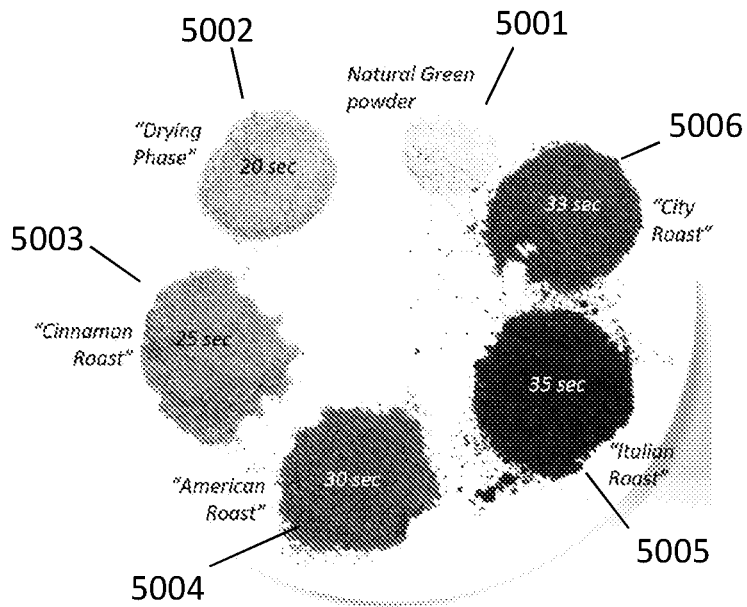 5002
5001
Natural Green
powder
"Drying
Phase"
20 sec
5006
33 sec
"City
Roast"
5003
"Cinnamon
Roast"
25 sec
35 sec
"American
Roast"
30 sec
"Italian
Roast"
5004
5005